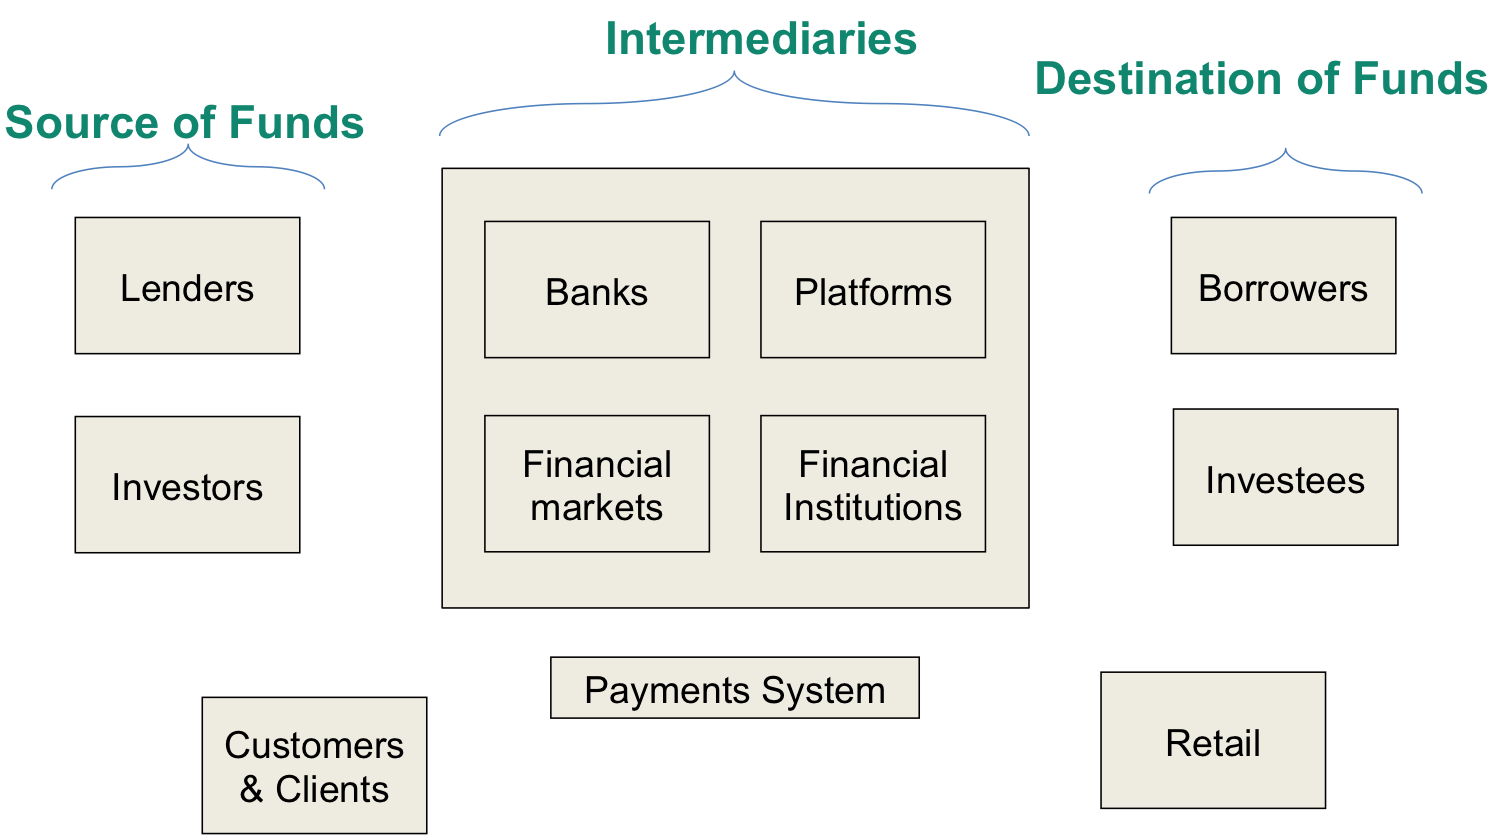 Intermediaries
Destination of Funds
Source of Funds
Lenders
Banks
Platforms
Borrowers
Investors
Financial
markets
Financial
Institutions
Investees
Payments System
Customers
& Clients
Retail